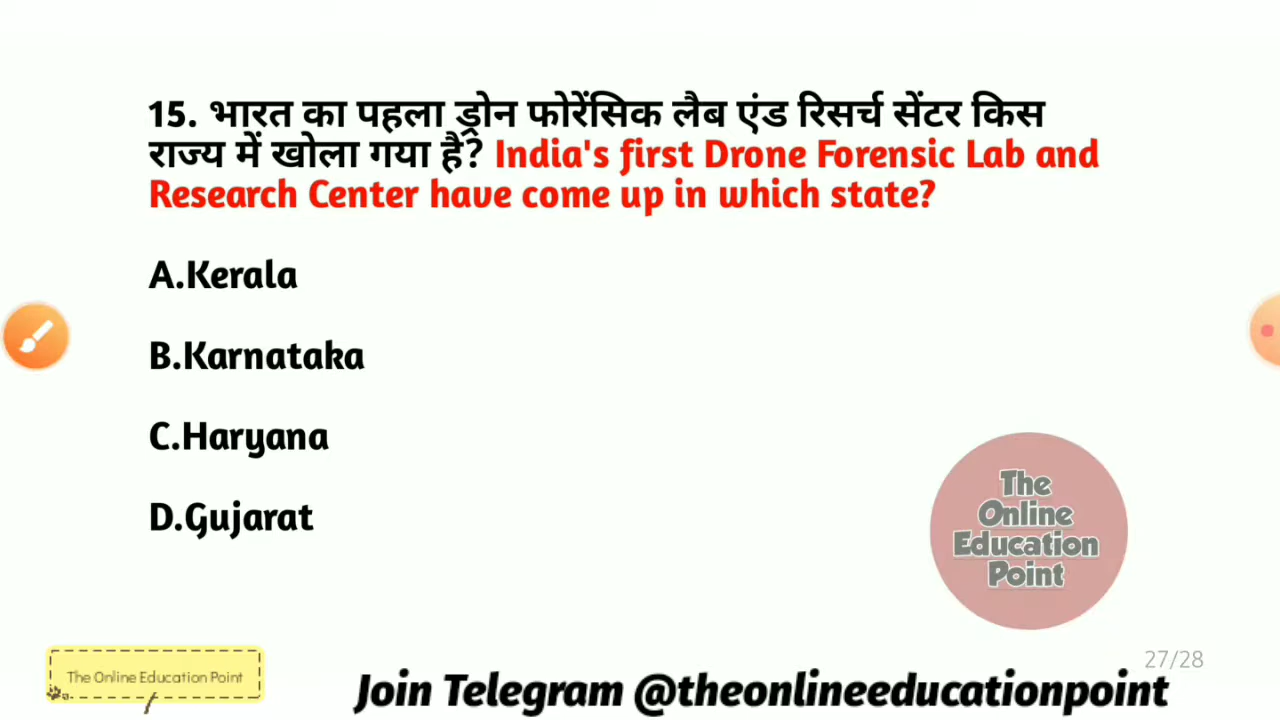 15. भारत का पहला ड्रोन फोरेंसिक लैब एंड रिसर्च सेंटर किस
राज्य में खोला गया है? India's first Drone Forensic Lab and
Research Center have come up in which state?
A.Kerala
B.Karnataka
C.Haryana
D.Gujarat
The
Online
Education
Point
27/28
The Online Education Point
Join Telegram @theonlineeducationpoint